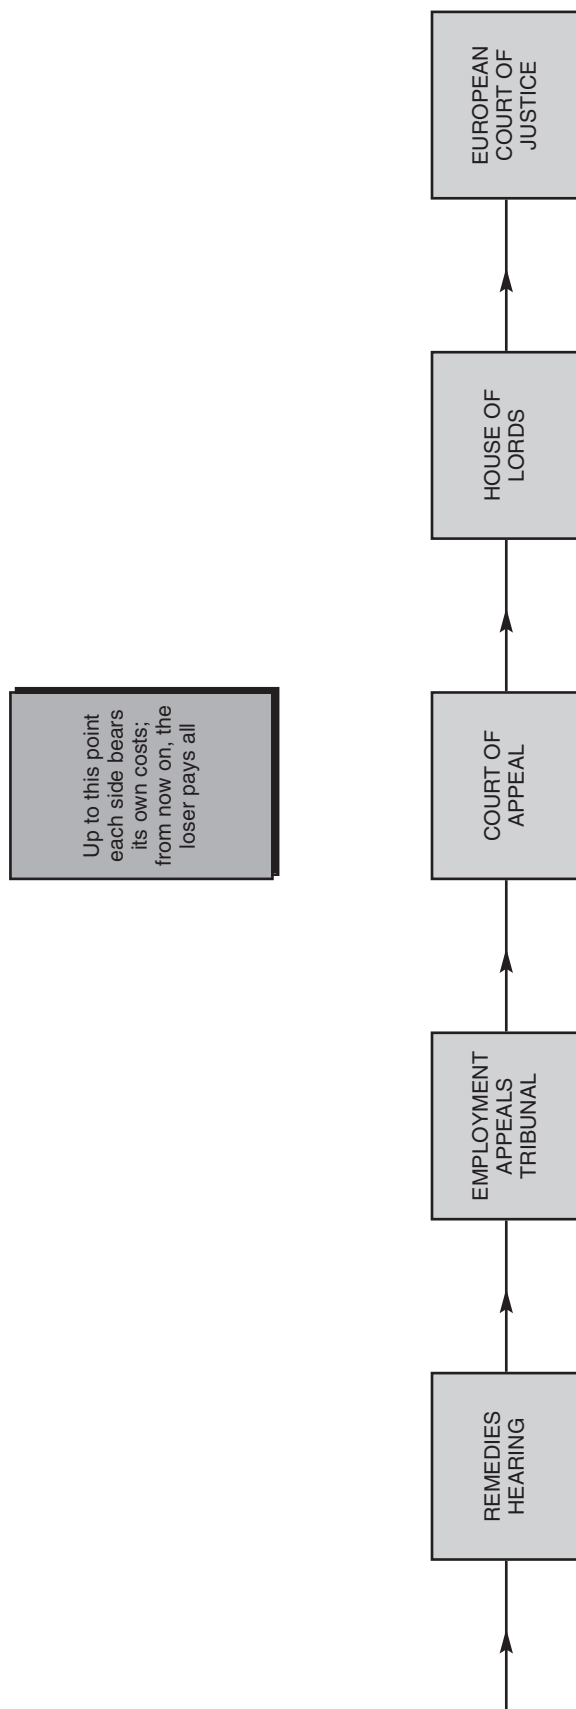 Up to this point
each side bears
its own costs;
from now on, the
loser pays all
REMEDIES
HEARING
EMPLOYMENT
APPEALS
TRIBUNAL
COURT OF
APPEAL
HOUSE OF
LORDS
EUROPEAN
COURT OF
JUSTICE